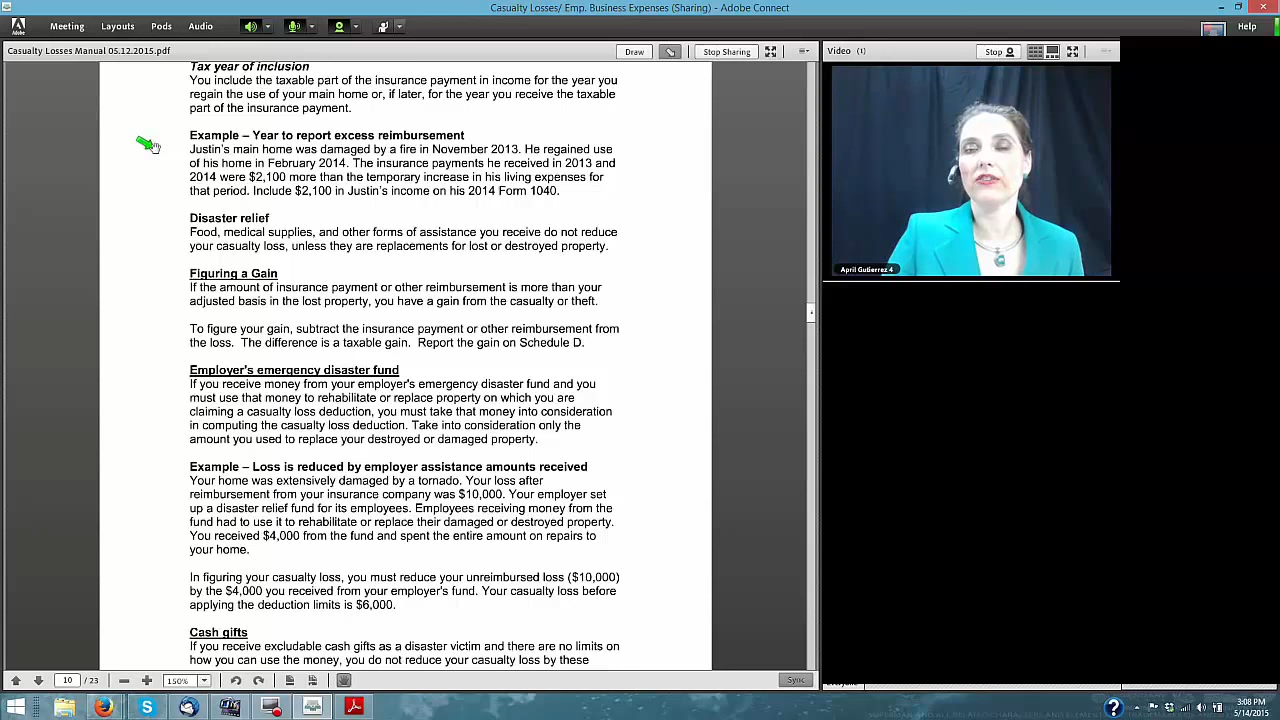 Casualty Losses/ Emp. Business Expenses (Sharing) - Adobe Connect
Meeting Layouts Pods Audio Help
Casualty Losses Manual 05.12.2015.pdf Draw Stop Sharing Video (1) Stop
Tax year of inclusion
You include the taxable part of the insurance payment in income for the year you
regain the use of your main home or, if later, for the year you receive the taxable
part of the insurance payment.
Example – Year to report excess reimbursement
Justin's main home was damaged by a fire in November 2013. He regained use
of his home in February 2014. The insurance payments he received in 2013 and
2014 were $2,100 more than the temporary increase in his living expenses for
that period. Include $2,100 in Justin's income on his 2014 Form 1040.
Disaster relief
Food, medical supplies, and other forms of assistance you receive do not reduce
your casualty loss, unless they are replacements for lost or destroyed property.
Figuring a Gain
If the amount of insurance payment or other reimbursement is more than your
adjusted basis in the lost property, you have a gain from the casualty or theft.
To figure your gain, subtract the insurance payment or other reimbursement from
the loss. The difference is a taxable gain. Report the gain on Schedule D.
Employer's emergency disaster fund
If you receive money from your employer's emergency disaster fund and you
must use that money to rehabilitate or replace property on which you are
claiming a casualty loss deduction, you must take that money into consideration
in computing the casualty loss deduction. Take into consideration only the
amount you used to replace your destroyed or damaged property.
Example – Loss is reduced by employer assistance amounts received
Your home was extensively damaged by a tornado. Your loss after
reimbursement from your insurance company was $10,000. Your employer set
up a disaster relief fund for its employees. Employees receiving money from the
fund had to use it to rehabilitate or replace their damaged or destroyed property.
You received $4,000 from the fund and spent the entire amount on repairs to
your home.
In figuring your casualty loss, you must reduce your unreimbursed loss ($10,000)
by the $4,000 you received from your employer's fund. Your casualty loss before
applying the deduction limits is $6,000.
Cash gifts
If you receive excludable cash gifts as a disaster victim and there are no limits on
how you can use the money, you do not reduce your casualty loss by these
April Gutierrez 4
10 / 23 150% Sync
3:08 PM
5/14/2015